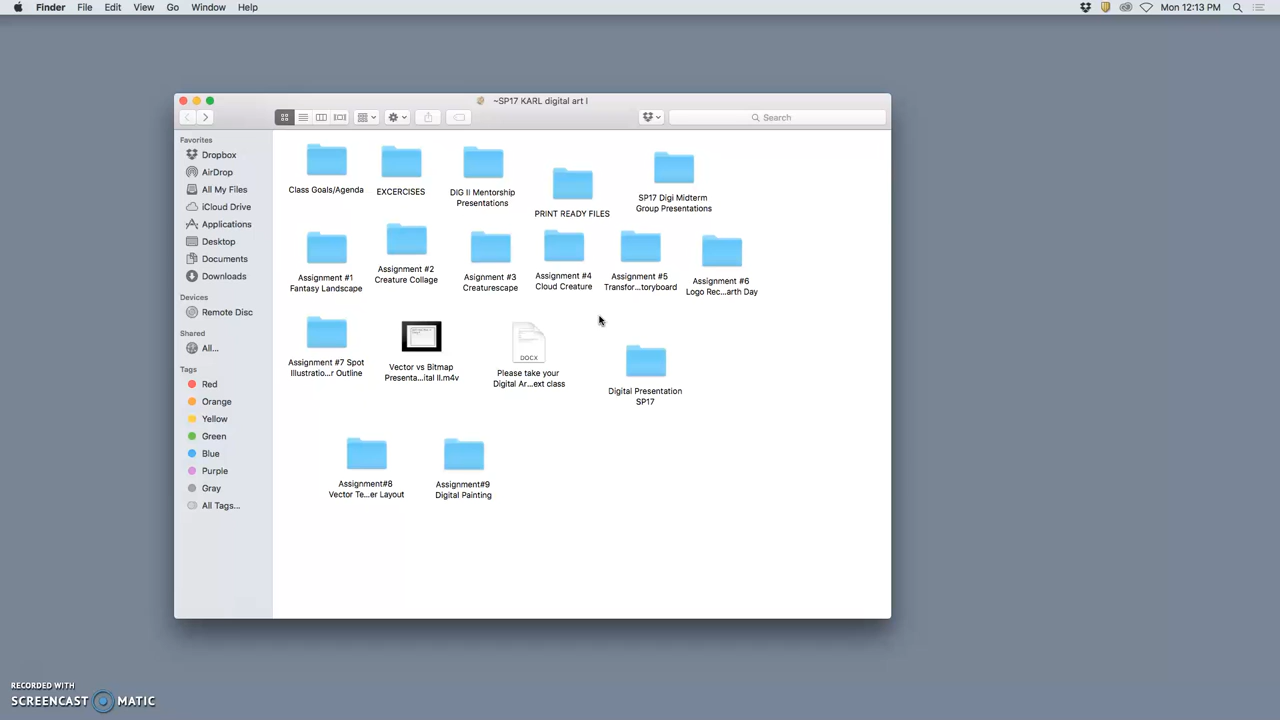 Finder File Edit View Go Window Help Mon 12:13 PM
~SP17 KARL digital art I
Search
Favorites
Dropbox
AirDrop
All My Files
iCloud Drive
Applications
Desktop
Documents
Downloads
Devices
Remote Disc
Shared
All...
Tags
Red
Orange
Yellow
Green
Blue
Purple
Gray
All Tags...
Class Goals/Agenda
EXCERCISES
DIG II Mentorship
Presentations
PRINT READY FILES
SP17 Digi Midterm
Group Presentations
Assignment #1
Fantasy Landscape
Assignment #2
Creature Collage
Assignment #3
Creaturescape
Assignment #4
Cloud Creature
Assignment #5
Transfor...toryboard
Assignment #6
Logo Rec...arth Day
Assignment #7 Spot
Illustratio...r Outline
Vector vs Bitmap
Presenta...ital II.m4v
DOCX
Please take your
Digital Ar...ext class
Digital Presentation
SP17
Assignment#8
Vector Te...er Layout
Assignment#9
Digital Painting
RECORDED WITH
SCREENCAST MATIC